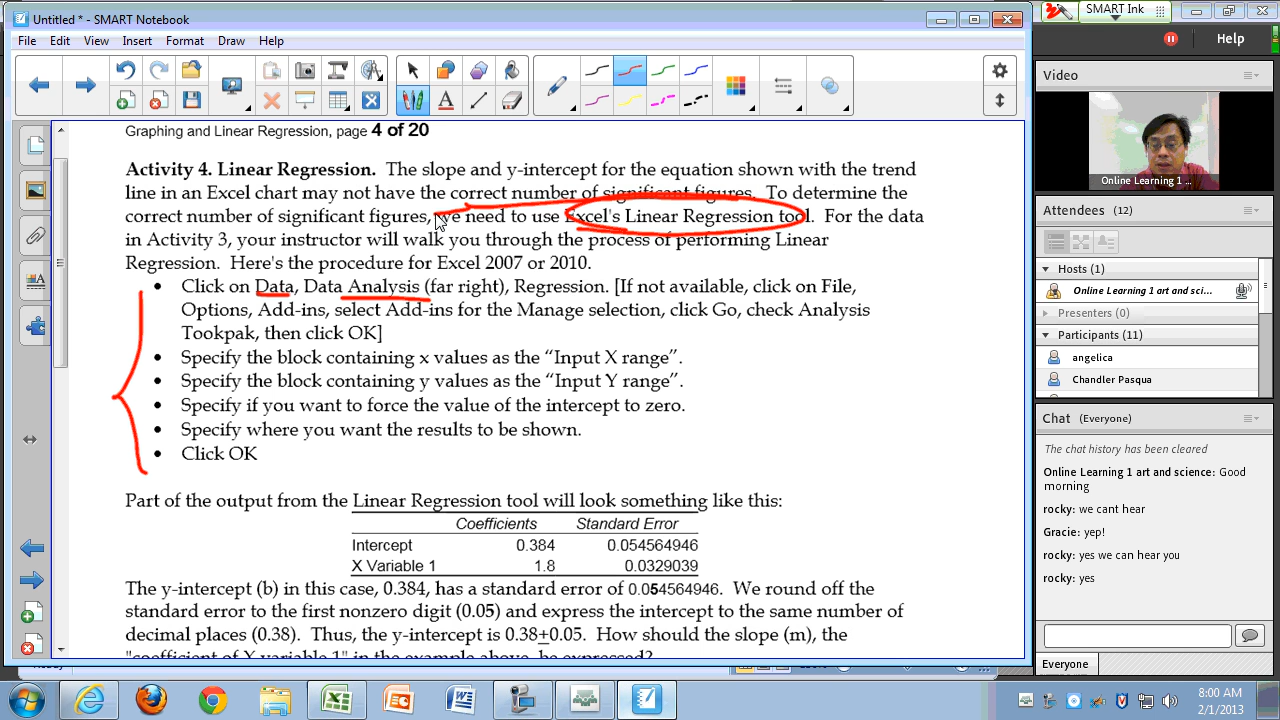 Untitled * - SMART Notebook
File Edit View Insert Format Draw Help
Graphing and Linear Regression, page 4 of 20
Activity 4. Linear Regression. The slope and y-intercept for the equation shown with the trend
line in an Excel chart may not have the correct number of significant figures. To determine the
correct number of significant figures, we need to use Excel's Linear Regression tool. For the data
in Activity 3, your instructor will walk you through the process of performing Linear
Regression. Here's the procedure for Excel 2007 or 2010.
• Click on Data, Data Analysis (far right), Regression. [If not available, click on File,
Options, Add-ins, select Add-ins for the Manage selection, click Go, check Analysis
Tookpak, then click OK]
• Specify the block containing x values as the “Input X range”.
• Specify the block containing y values as the “Input Y range”.
• Specify if you want to force the value of the intercept to zero.
• Specify where you want the results to be shown.
• Click OK
Part of the output from the Linear Regression tool will look something like this:
Coefficients Standard Error
Intercept 0.384 0.054564946
X Variable 1 1.8 0.0329039
The y-intercept (b) in this case, 0.384, has a standard error of 0.054564946. We round off the
standard error to the first nonzero digit (0.05) and express the intercept to the same number of
decimal places (0.38). Thus, the y-intercept is 0.38+0.05. How should the slope (m), the
"coefficient of X variable 1" in the example above, be expressed?
SMART Ink
Help
Video
Online Learning 1 ...
Attendees (12)
Hosts (1)
Online Learning 1 art and sci...
Presenters (0)
Participants (11)
angelica
Chandler Pasqua
Chat (Everyone)
The chat history has been cleared
Online Learning 1 art and science: Good
morning
rocky: we cant hear
Gracie: yep!
rocky: yes we can hear you
rocky: yes
Everyone
8:00 AM
2/1/2013